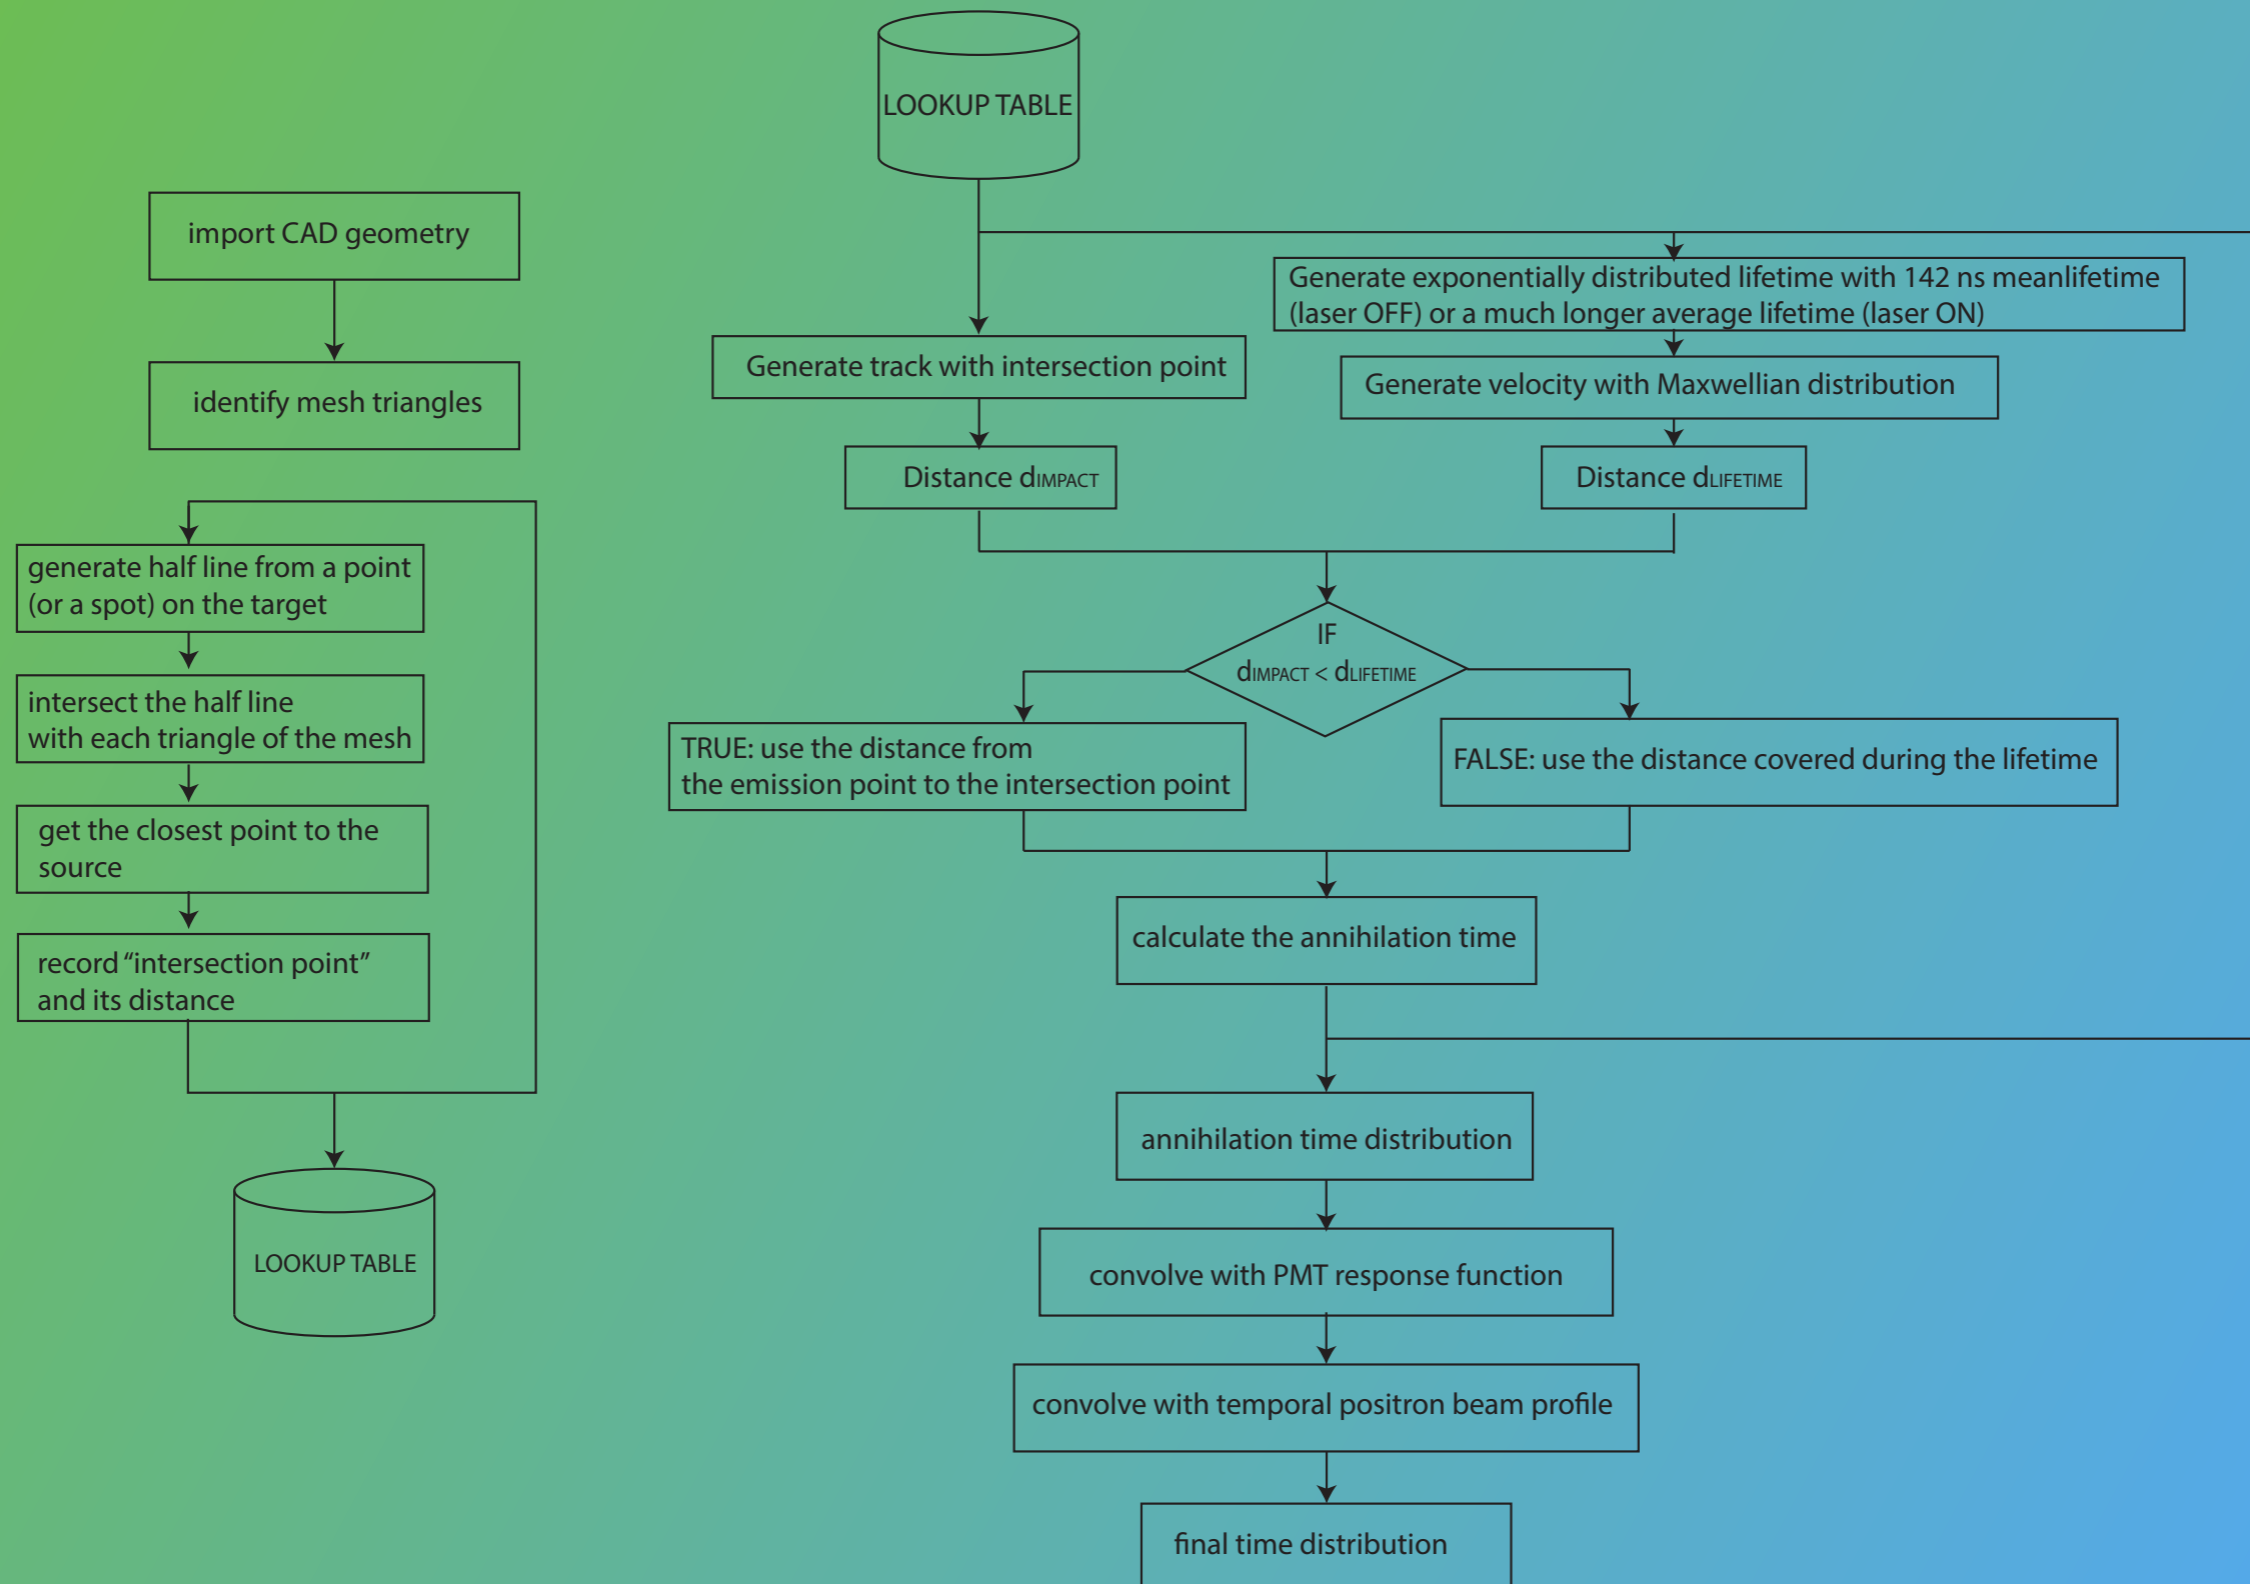 import CAD geometry
identify mesh triangles
generate half line from a point
(or a spot) on the target
intersect the half line
with each triangle of the mesh
get the closest point to the
source
record “intersection point”
and its distance
LOOKUP TABLE
LOOKUP TABLE
Generate track with intersection point
Distance dIMPACT
Generate exponentially distributed lifetime with 142 ns meanlifetime
(laser OFF) or a much longer average lifetime (laser ON)
Generate velocity with Maxwellian distribution
Distance dLIFETIME
IF
dIMPACT < dLIFETIME
TRUE: use the distance from
the emission point to the intersection point
FALSE: use the distance covered during the lifetime
calculate the annihilation time
annihilation time distribution
convolve with PMT response function
convolve with temporal positron beam profile
final time distribution